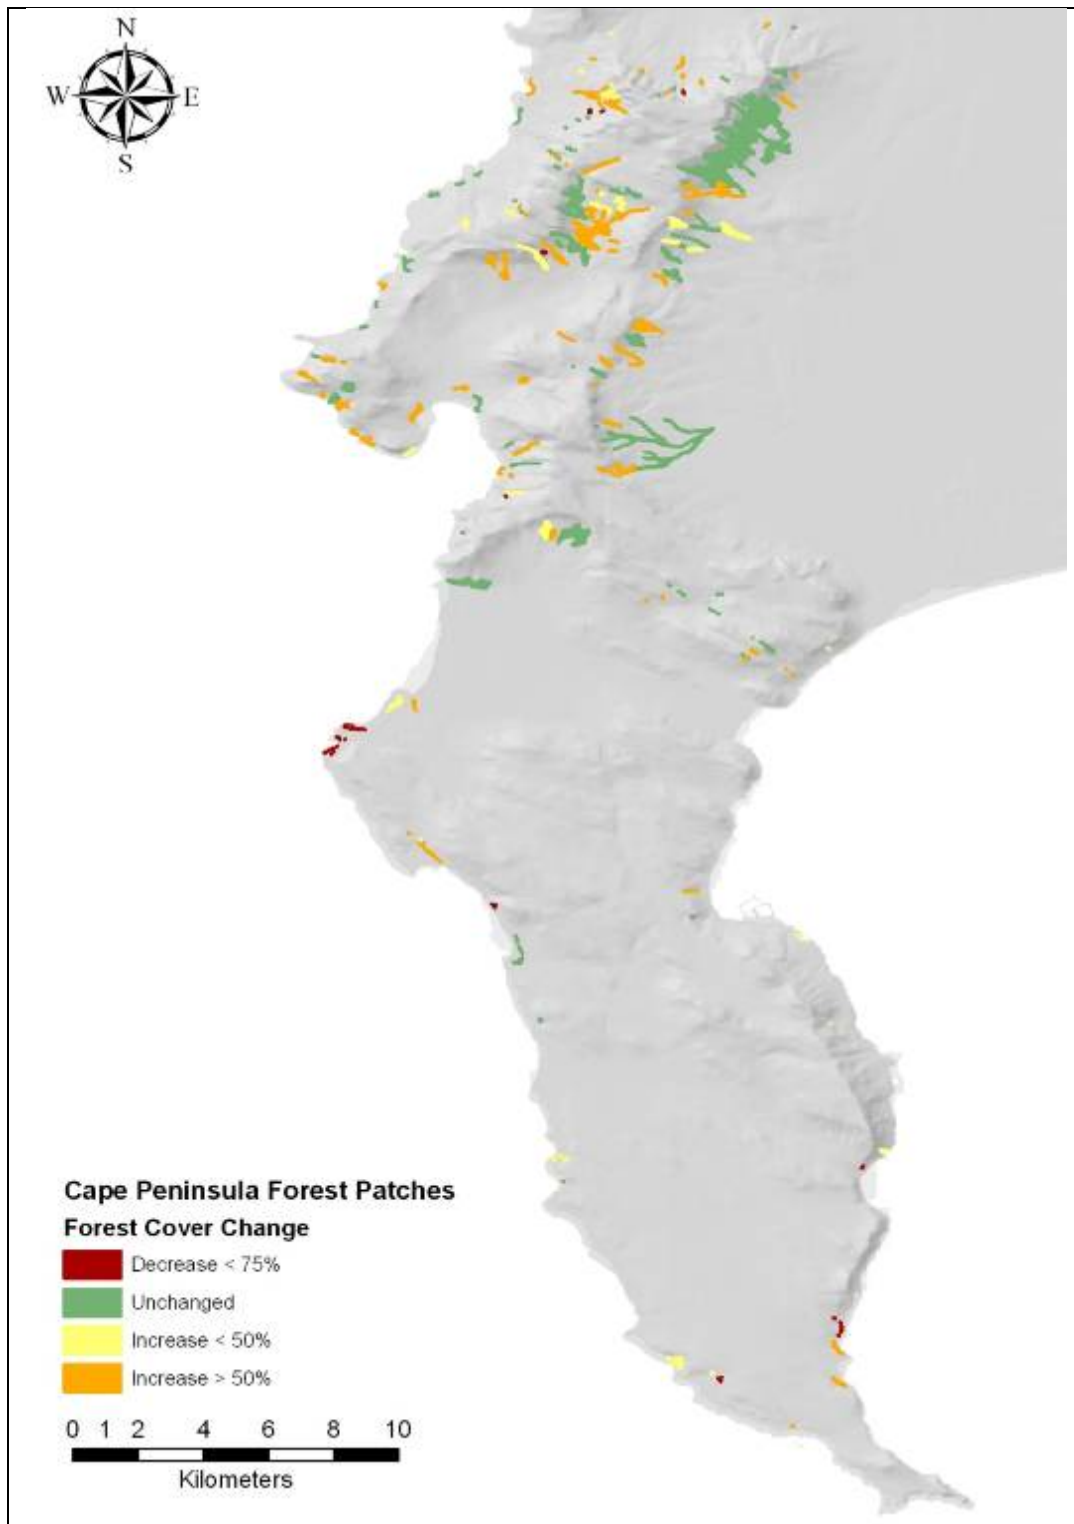 N
W E
S
Cape Peninsula Forest Patches
Forest Cover Change
Decrease < 75%
Unchanged
Increase < 50%
Increase > 50%
0 1 2 4 6 8 10
Kilometers